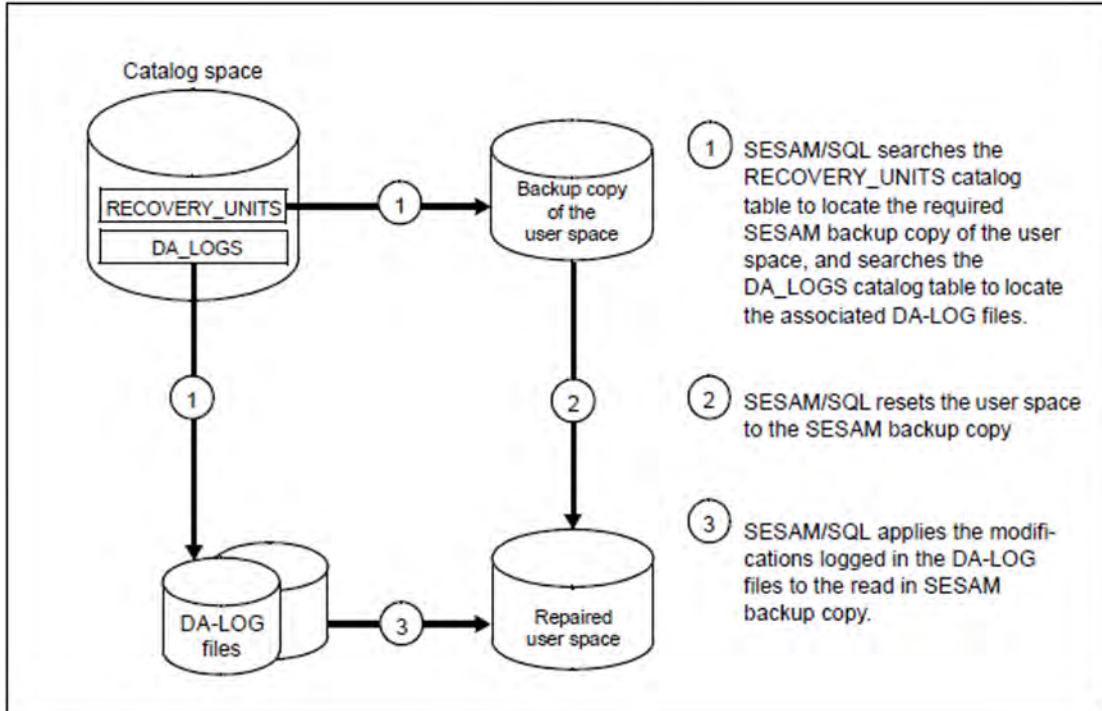 Catalog space
RECOVERY_UNITS
DA_LOGS
1
Backup copy
of the
user space
1
2
DA-LOG
files
3
Repaired
user space
1
SESAM/SQL searches the
RECOVERY_UNITS catalog
table to locate the required
SESAM backup copy of the user
space, and searches the
DA_LOGS catalog table to locate
the associated DA-LOG files.
2
SESAM/SQL resets the user space
to the SESAM backup copy
3
SESAM/SQL applies the modifi-
cations logged in the DA-LOG
files to the read in SESAM
backup copy.